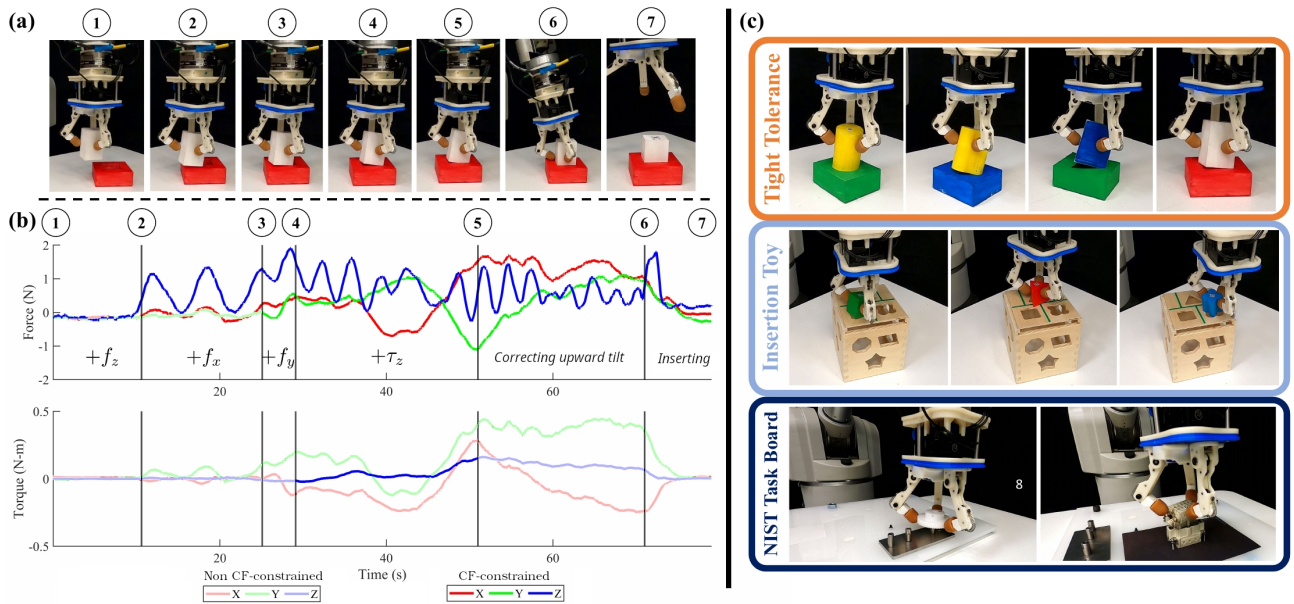 (a)
1 2 3 4 5 6 7
(b)
1 2 3 4 5 6 7
2
1
0
-1
-2
Force (N)
+f_z +f_x +f_y +τ_z Correcting upward tilt Inserting
20 40 60
0.5
0
-0.5
Torque (N-m)
20 40 60
Time (s)
Non CF-constrained CF-constrained
X Y Z X Y Z
(c)
Tight Tolerance
Insertion Toy
NIST Task Board
8